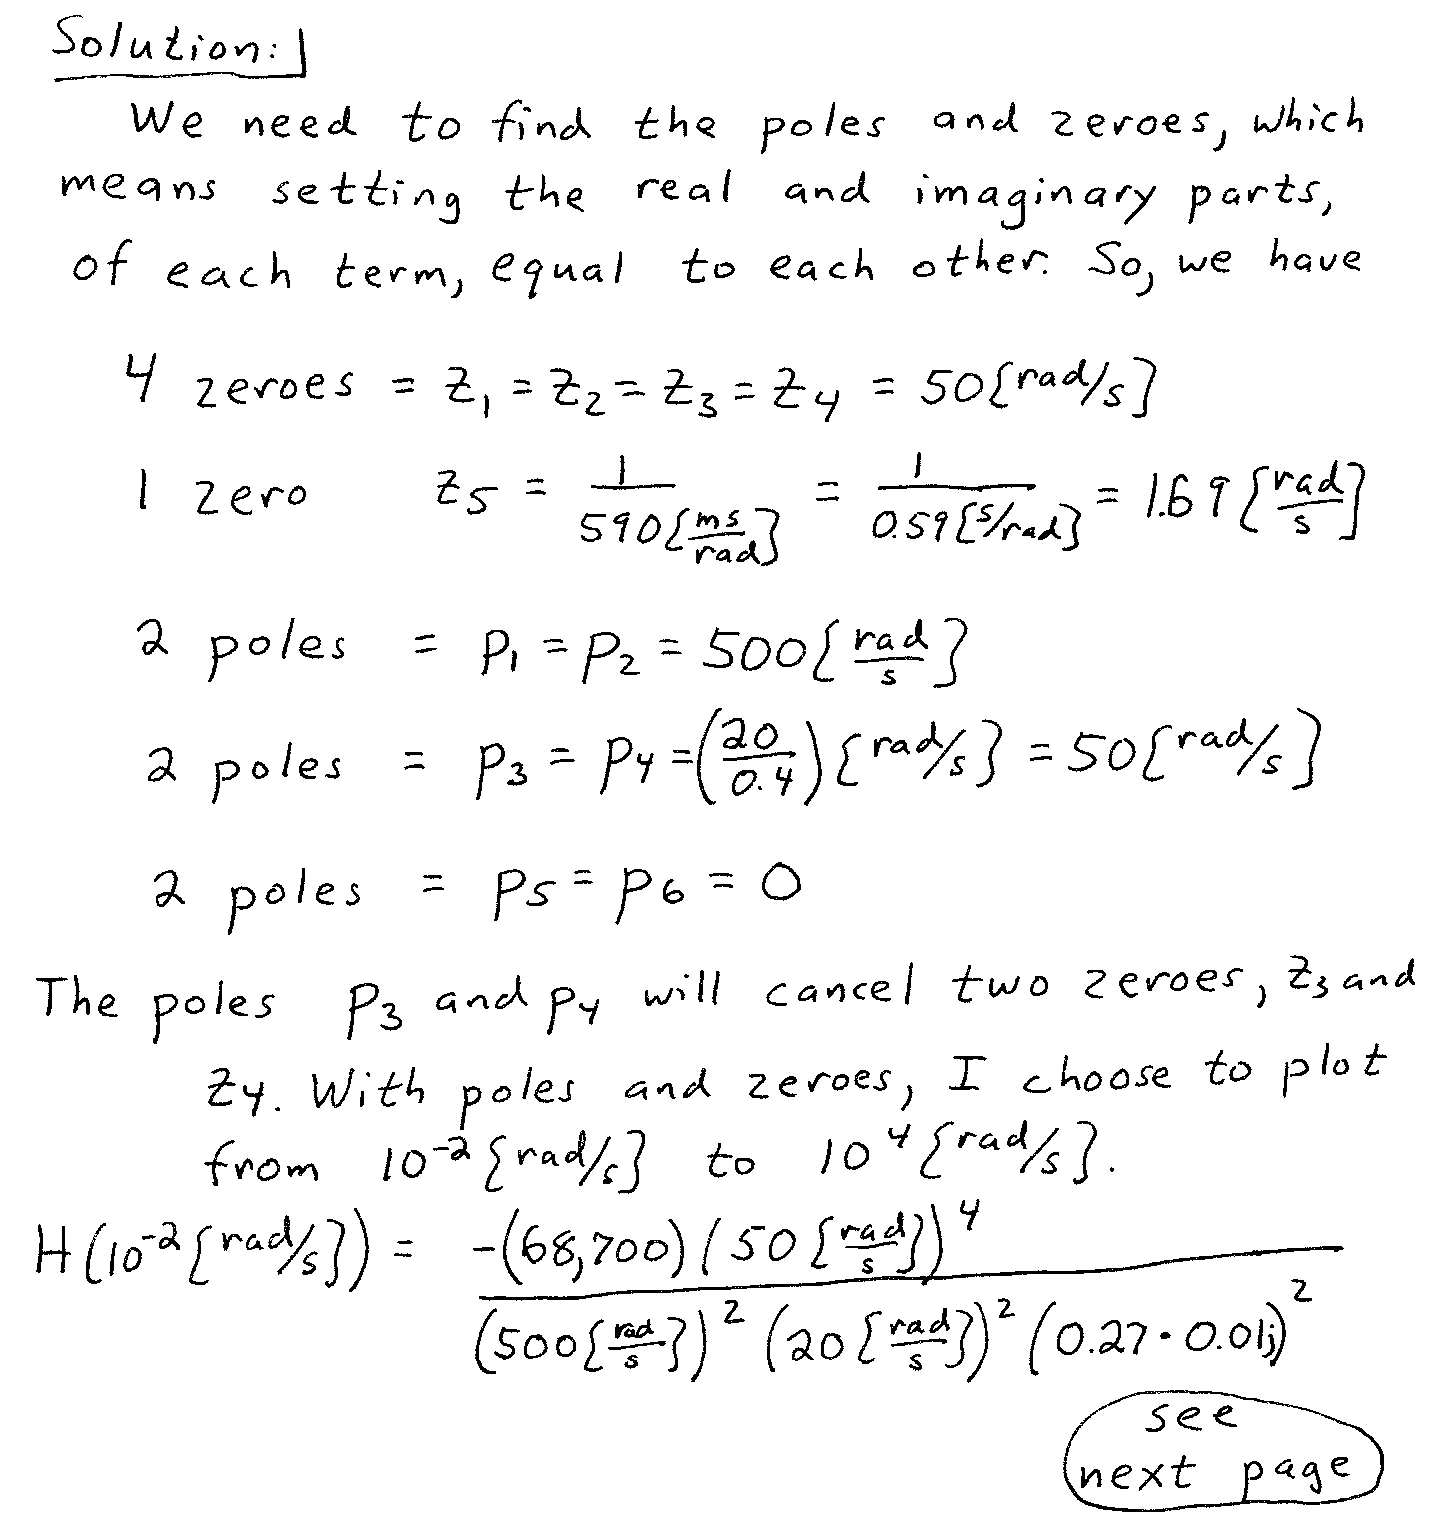 Solution:
We need to find the poles and zeroes, which
means setting the real and imaginary parts,
of each term, equal to each other. So, we have
4 zeroes = z₁ = z₂ = z₃ = z₄ = 50 [rad/s]
1 zero z₅ = 1 / 590 [ms/rad] = 1 / 0.59 [s/rad] = 1.69 [rad/s]
2 poles = p₁ = p₂ = 500 [rad/s]
2 poles = p₃ = p₄ = (20/0.4) [rad/s] = 50 [rad/s]
2 poles = p₅ = p₆ = 0
The poles p₃ and p₄ will cancel two zeroes, z₃ and
z₄. With poles and zeroes, I choose to plot
from 10⁻² [rad/s] to 10⁴ [rad/s].
H(10⁻² [rad/s]) = -(68,700)(50 [rad/s])⁴ / (500 [rad/s])² (20 [rad/s])² (0.27 · 0.01j)²
see
next page